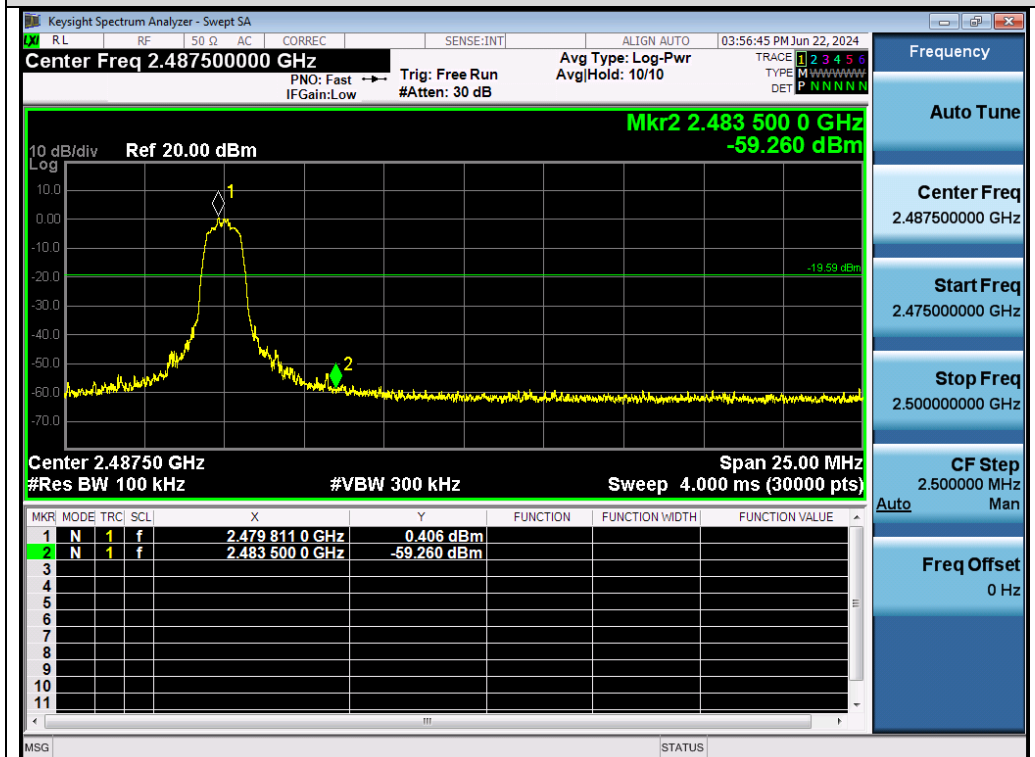 Keysight Spectrum Analyzer - Swept SA
LXI RL RF 50 Ω AC CORREC SENSE:INT ALIGN AUTO 03:56:45 PM Jun 22, 2024
Center Freq 2.487500000 GHz
PNO: Fast
IFGain:Low
Trig: Free Run
#Atten: 30 dB
Avg Type: Log-Pwr
Avg|Hold: 10/10
TRACE 1 2 3 4 5 6
TYPE M WWWWW
DET P N N N N N
Mkr2 2.483 500 0 GHz
-59.260 dBm
10 dB/div Ref 20.00 dBm
Log
10.0
0.00
-10.0
-20.0
-30.0
-40.0
-50.0
-60.0
-70.0
1
-19.59 dBm
2
Center 2.48750 GHz Span 25.00 MHz
#Res BW 100 kHz #VBW 300 kHz Sweep 4.000 ms (30000 pts)
MKR MODE TRC SCL X Y FUNCTION FUNCTION WIDTH FUNCTION VALUE
1 N 1 f 2.479 811 0 GHz 0.406 dBm
2 N 1 f 2.483 500 0 GHz -59.260 dBm
3
4
5
6
7
8
9
10
11
MSG STATUS
Frequency
Auto Tune
Center Freq
2.487500000 GHz
Start Freq
2.475000000 GHz
Stop Freq
2.500000000 GHz
CF Step
2.500000 MHz
Auto Man
Freq Offset
0 Hz